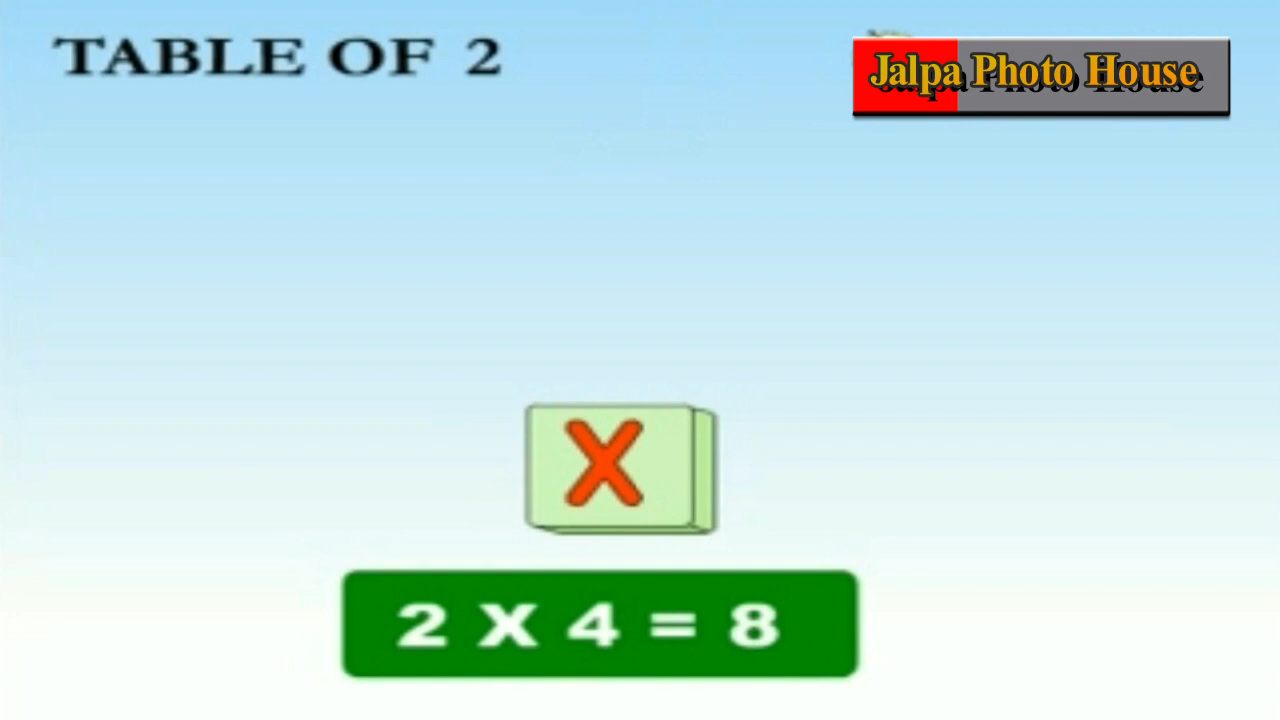 TABLE OF 2
Jalpa Photo House
X
2 X 4 = 8